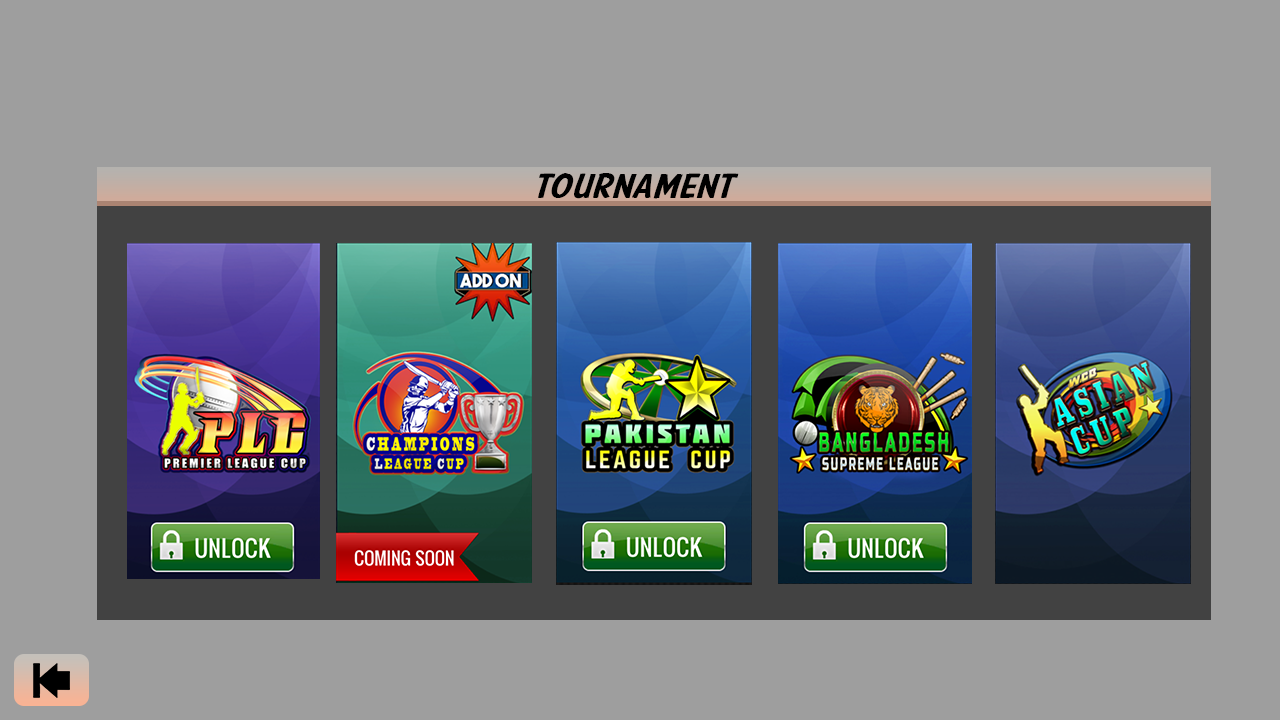 TOURNAMENT
PLC
PREMIER LEAGUE CUP
UNLOCK
ADD ON
CHAMPIONS
LEAGUE CUP
COMING SOON
PAKISTAN
LEAGUE CUP
UNLOCK
BANGLADESH
SUPREME LEAGUE
UNLOCK
WCB
ASIAN
CUP